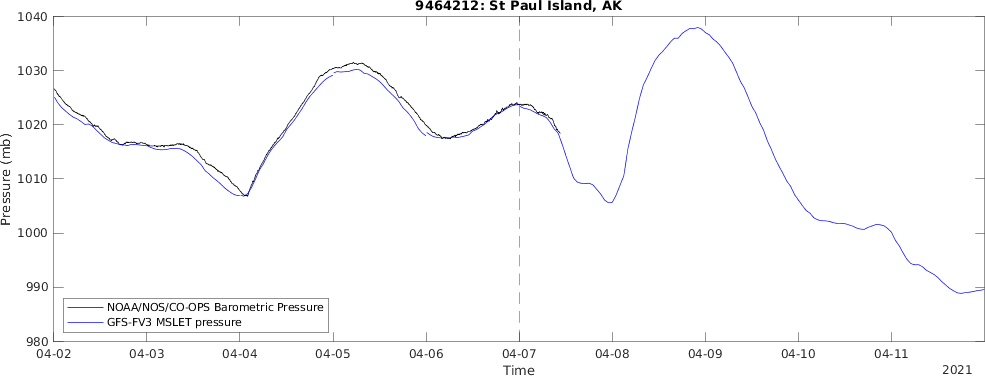 9464212: St Paul Island, AK
Pressure (mb)
1040
1030
1020
1010
1000
990
980
NOAA/NOS/CO-OPS Barometric Pressure
GFS-FV3 MSLET pressure
04-02 04-03 04-04 04-05 04-06 04-07 04-08 04-09 04-10 04-11
Time
2021